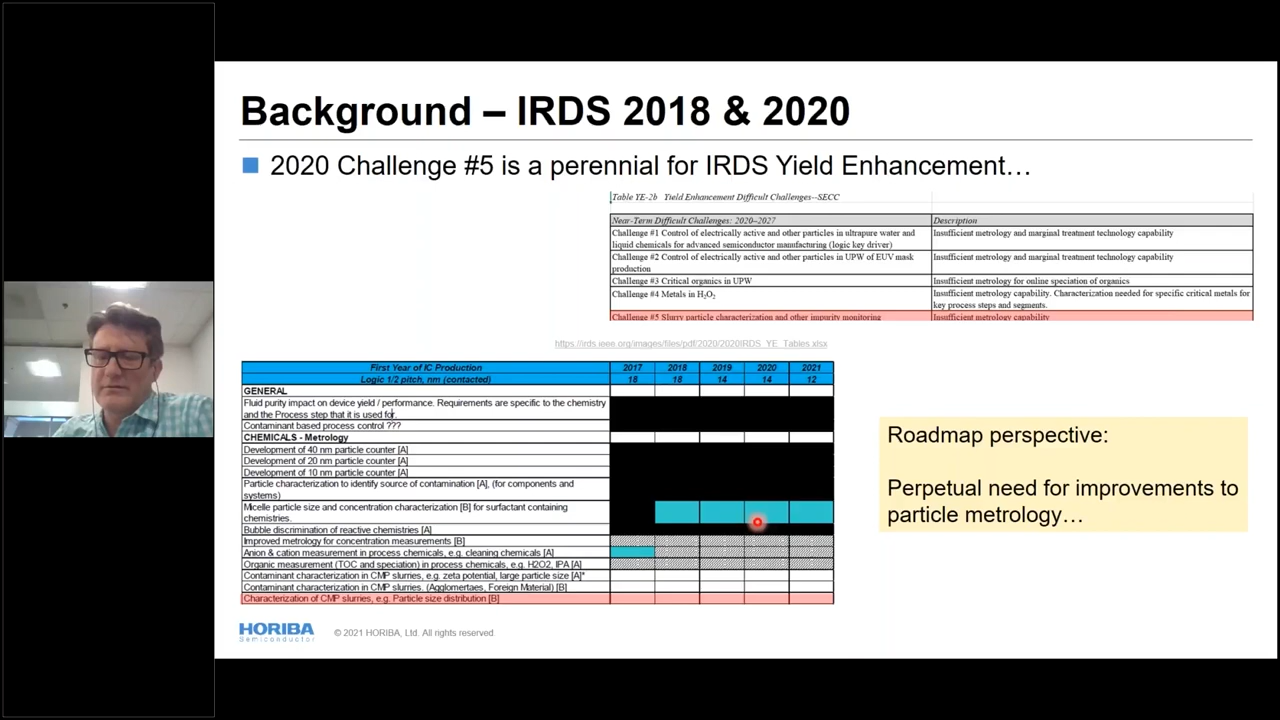 Background – IRDS 2018 & 2020
2020 Challenge #5 is a perennial for IRDS Yield Enhancement…
Table YE-2b Yield Enhancement Difficult Challenges--SECC
Near-Term Difficult Challenges: 2020–2027 Description
Challenge #1 Control of electrically active and other particles in ultrapure water and
liquid chemicals for advanced semiconductor manufacturing (logic key driver)
Insufficient metrology and marginal treatment technology capability
Challenge #2 Control of electrically active and other particles in UPW of EUV mask
production
Insufficient metrology and marginal treatment technology capability
Challenge #3 Critical organics in UPW
Insufficient metrology for online speciation of organics
Challenge #4 Metals in H2O2
Insufficient metrology capability. Characterization needed for specific critical metals for
key process steps and segments.
Challenge #5 Slurry particle characterization and other impurity monitoring
Insufficient metrology capability
https://irds.ieee.org/images/files/pdf/2020/2020IRDS_YE_Tables.xlsx
First Year of IC Production 2017 2018 2019 2020 2021
Logic 1/2 pitch, nm (contacted) 18 18 14 14 12
GENERAL
Fluid purity impact on device yield / performance. Requirements are specific to the chemistry
and the Process step that it is used for.
Contaminant based process control ???
CHEMICALS - Metrology
Development of 40 nm particle counter [A]
Development of 20 nm particle counter [A]
Development of 10 nm particle counter [A]
Particle characterization to identify source of contamination [A], (for components and
systems)
Micelle particle size and concentration characterization [B] for surfactant containing
chemistries.
Bubble discrimination of reactive chemistries [A]
Improved metrology for concentration measurements [B]
Anion & cation measurement in process chemicals, e.g. cleaning chemicals [A]
Organic measurement (TOC and speciation) in process chemicals, e.g. H2O2, IPA [A]
Contaminant characterization in CMP slurries, e.g. zeta potential, large particle size [A]*
Contaminant characterization in CMP slurries. (Agglomertaes, Foreign Material) [B]
Characterization of CMP slurries, e.g. Particle size distribution [B]
Roadmap perspective:
Perpetual need for improvements to
particle metrology…
HORIBA
Semiconductor
© 2021 HORIBA, Ltd. All rights reserved